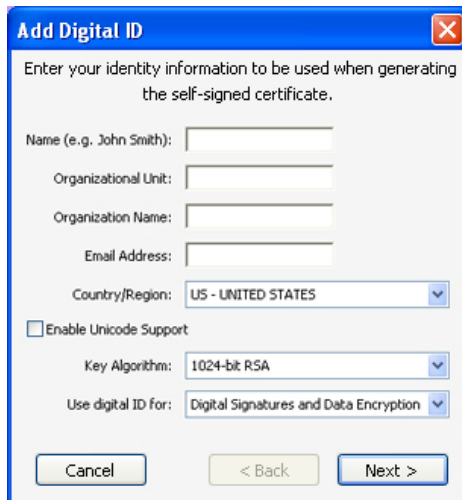 Add Digital ID
Enter your identity information to be used when generating
the self-signed certificate.
Name (e.g. John Smith):
Organizational Unit:
Organization Name:
Email Address:
Country/Region: US - UNITED STATES
Enable Unicode Support
Key Algorithm: 1024-bit RSA
Use digital ID for: Digital Signatures and Data Encryption
Cancel < Back Next >